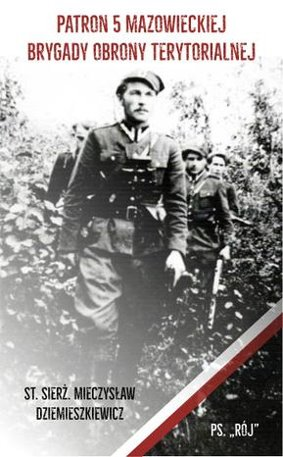 PATRON 5 MAZOWIECKIEJ
BRYGADY OBRONY TERYTORIALNEJ
ST. SIERŻ. MIECZYSŁAW
DZIEMIESZKIEWICZ
PS. „RÓJ"